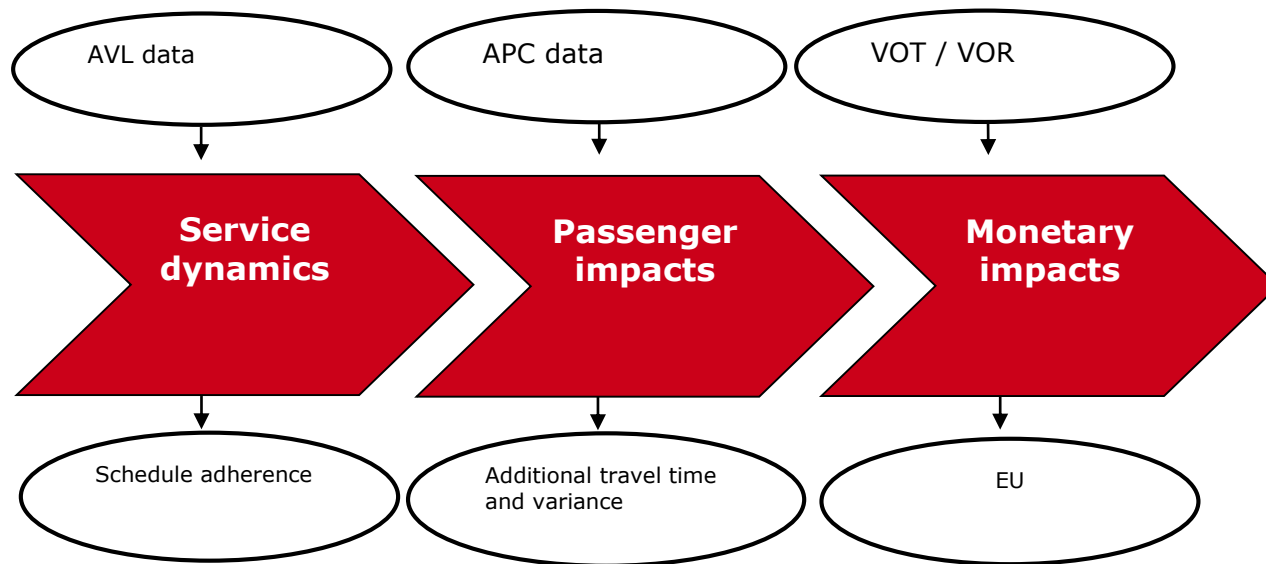 AVL data
APC data
VOT / VOR
Service
dynamics
Passenger
impacts
Monetary
impacts
Schedule adherence
Additional travel time
and variance
EU